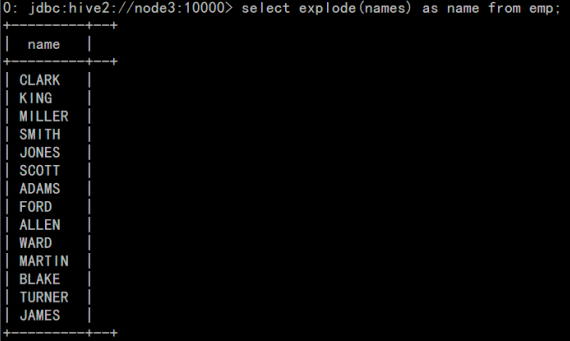 0: jdbc:hive2://node3:10000> select explode(names) as name from emp;
+---------+--+
|  name   |
+---------+--+
| CLARK   |
| KING    |
| MILLER  |
| SMITH   |
| JONES   |
| SCOTT   |
| ADAMS   |
| FORD    |
| ALLEN   |
| WARD    |
| MARTIN  |
| BLAKE   |
| TURNER  |
| JAMES   |
+---------+--+